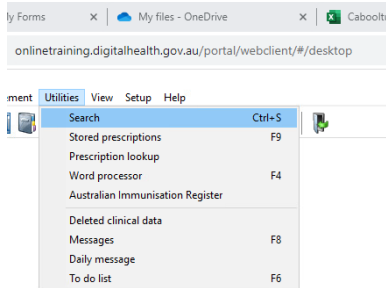 ly Forms × My files - OneDrive × Caboolt
onlinetraining.digitalhealth.gov.au/portal/webclient/#/desktop
ement Utilities View Setup Help
Search Ctrl+S
Stored prescriptions F9
Prescription lookup
Word processor F4
Australian Immunisation Register
Deleted clinical data
Messages F8
Daily message
To do list F6